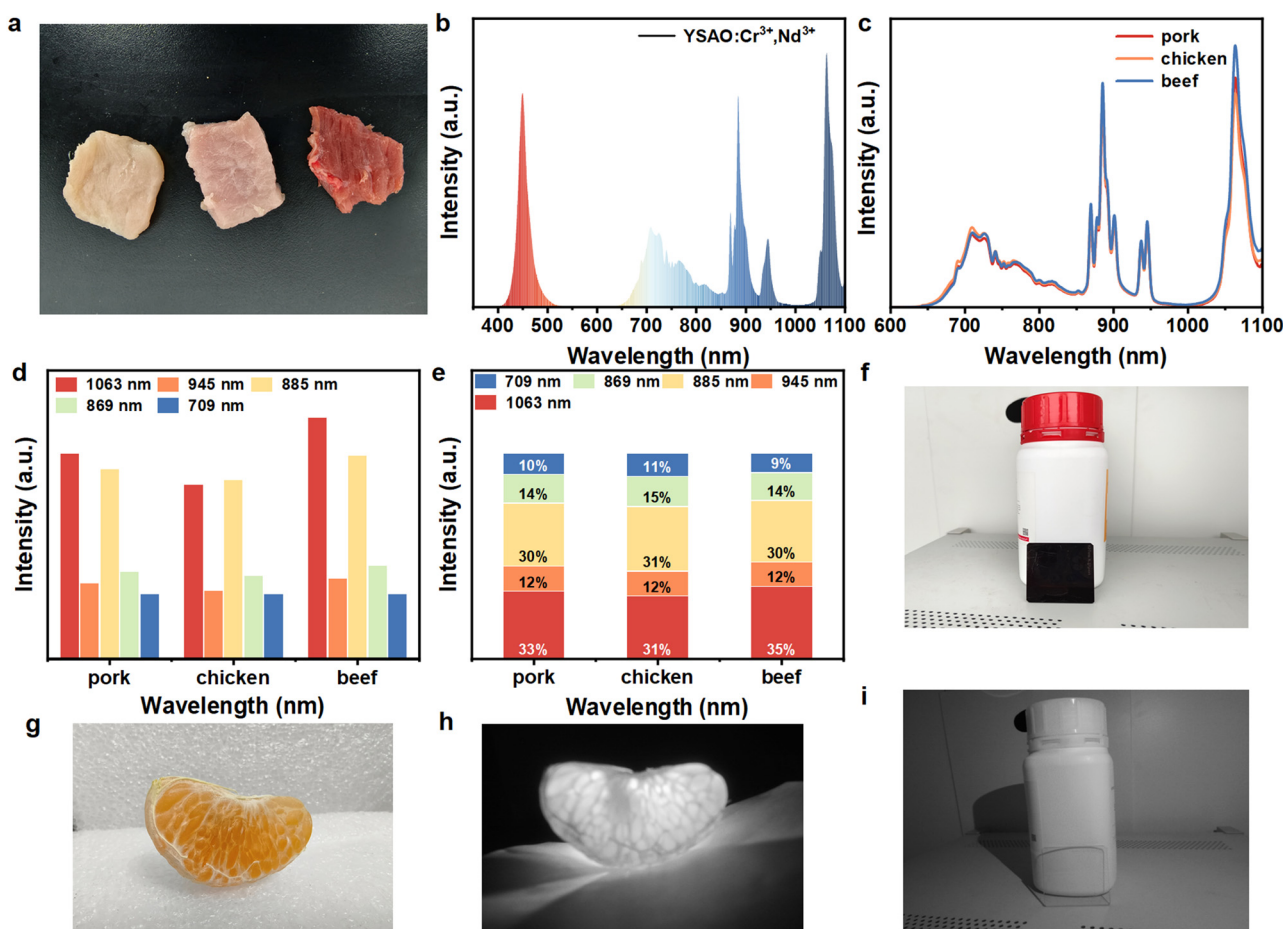 a
b
YSAO:Cr³⁺,Nd³⁺
Intensity (a.u.)
400 450 500 600 650 700 750 900 1000 1100
Wavelength (nm)
c
pork
chicken
beef
Intensity (a.u.)
600 700 800 900 1000 1100
Wavelength (nm)
d
1063 nm 945 nm 885 nm
869 nm 709 nm
Intensity (a.u.)
pork chicken beef
Wavelength (nm)
e
709 nm 869 nm 885 nm 945 nm
1063 nm
Intensity (a.u.)
10% 11% 9%
14% 15% 14%
30% 31% 30%
12% 12% 12%
33% 31% 35%
pork chicken beef
Wavelength (nm)
f
g
h
i